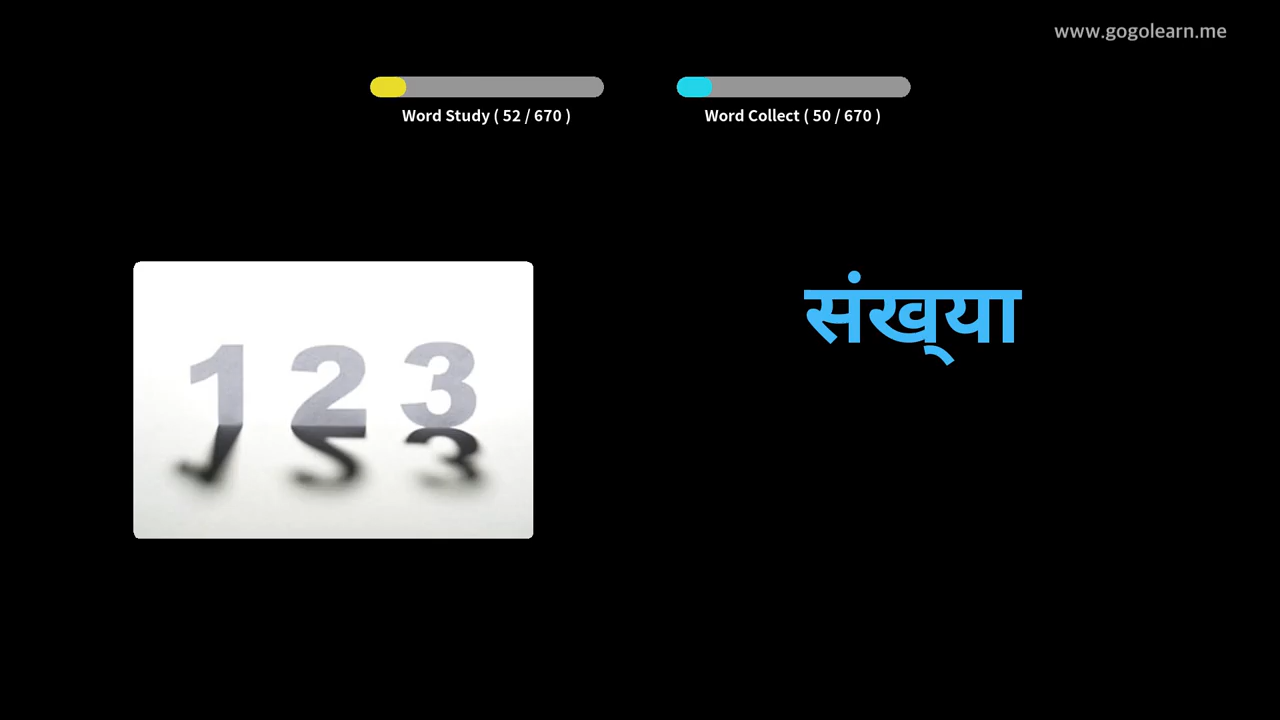 www.gogolearn.me
Word Study ( 52 / 670 )
Word Collect ( 50 / 670 )
संख्‌या
1 2 3